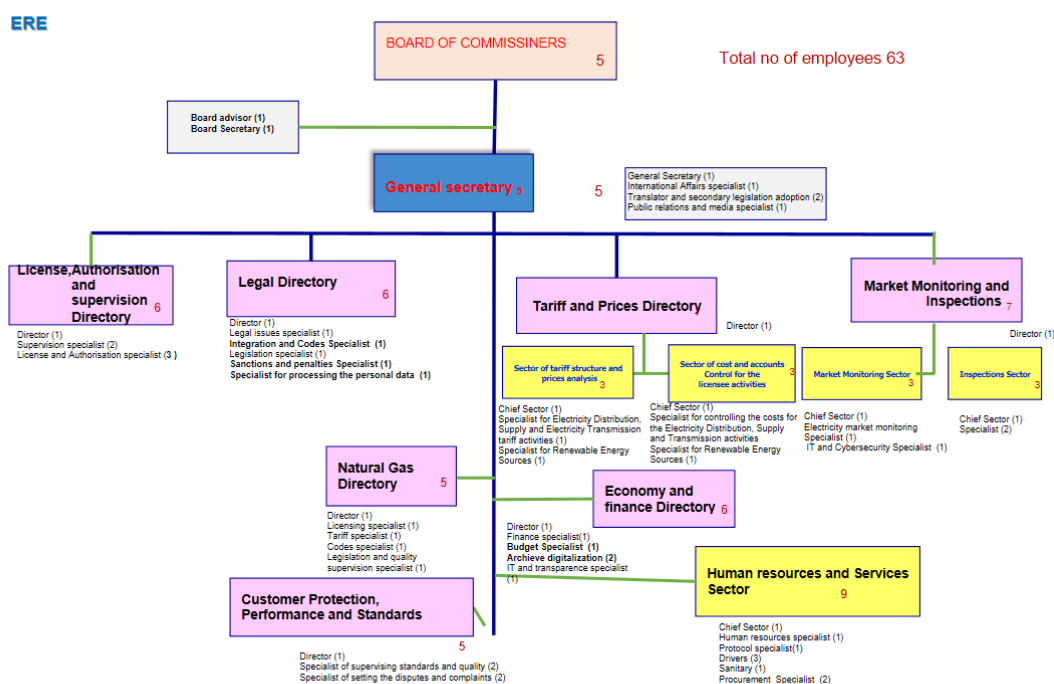 ERE
BOARD OF COMMISSINERS
5
Total no of employees 63
Board advisor (1)
Board Secretary (1)
General secretary 5
5
General Secretary (1)
International Affairs specialist (1)
Translator and secondary legislation adoption (2)
Public relations and media specialist (1)
License,Authorisation
and
supervision
Directory
6
Director (1)
Supervision specialist (2)
License and Authorisation specialist (3 )
Legal Directory
6
Director (1)
Legal issues specialist (1)
Integration and Codes Specialist (1)
Legislation specialist (1)
Sanctions and penalties Specialist (1)
Specialist for processing the personal data (1)
Tariff and Prices Directory
Director (1)
Sector of tariff structure and
prices analysis
3
Chief Sector (1)
Specialist for Electricity Distribution,
Supply and Electricity Transmission
tariff activities (1)
Specialist for Renewable Energy
Sources (1)
Sector of cost and accounts
Control for the
licensee activities
3
Chief Sector (1)
Specialist for controlling the costs for
the Electricity Distribution, Supply
and Transmission activities
Specialist for Renewable Energy
Sources (1)
Market Monitoring and
Inspections
7
Director (1)
Market Monitoring Sector
3
Chief Sector (1)
Electricity market monitoring
Specialist (1)
IT and Cybersecurity Specialist (1)
Inspections Sector
3
Chief Sector (1)
Specialist (2)
Natural Gas
Directory
5
Director (1)
Licensing specialist (1)
Tariff specialist (1)
Codes specialist (1)
Legislation and quality
supervision specialist (1)
Economy and
finance Directory
6
Director (1)
Finance specialist(1)
Budget Specialist (1)
Archieve digitalization (2)
IT and transparence specialist
(1)
Customer Protection,
Performance and Standards
5
Director (1)
Specialist of supervising standards and quality (2)
Specialist of setting the disputes and complaints (2)
Human resources and Services
Sector
9
Chief Sector (1)
Human resources specialist (1)
Protocol specialist(1)
Drivers (3)
Sanitary (1)
Procurement Specialist (2)